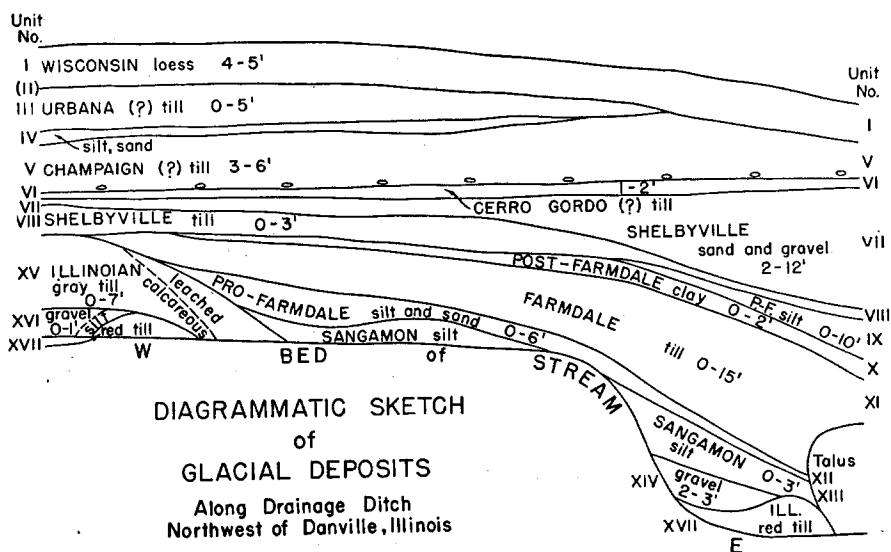 Unit
No.
I WISCONSIN loess 4-5'
(II)
III URBANA (?) till 0-5'
IV
silt, sand
V CHAMPAIGN (?) till 3-6'
VI
VII
VIII SHELBYVILLE till 0-3'
XV ILLINOIAN
gray till
0-7'
leached
calcareous
XVI gravel
0-1'
silt
red till
XVII
W
BED of STREAM
PRO-FARMDALE silt and sand
0-6'
SANGAMON silt
1-2'
CERRO GORDO (?) till
SHELBYVILLE
sand and gravel
2-12'
POST-FARMDALE clay
0-2'
P-F. silt
0-10'
FARMDALE
till 0-15'
SANGAMON
silt
0-3'
XIV gravel
2-3'
XVII
ILL.
red till
E
Talus
Unit
No.
I
V
VI
VII
VIII
IX
X
XI
XII
XIII
DIAGRAMMATIC SKETCH
of
GLACIAL DEPOSITS
Along Drainage Ditch
Northwest of Danville, Illinois